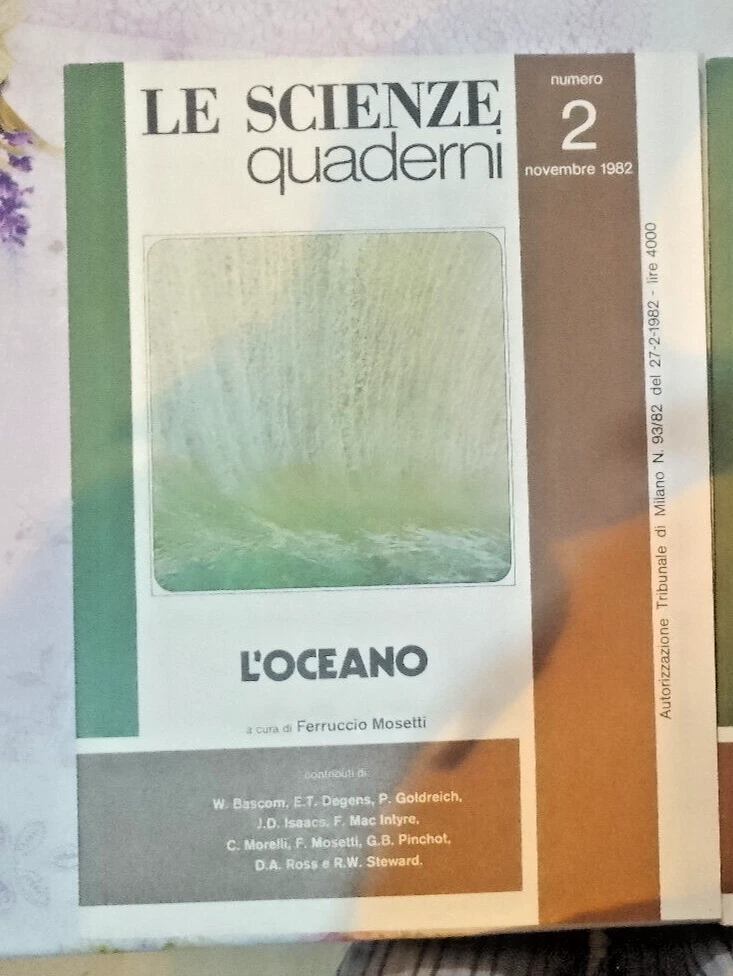 LE SCIENZE
quaderni
numero
2
novembre 1982
Autorizzazione Tribunale di Milano N. 93/82 del 27-2-1982 - lire 4000
L'OCEANO
a cura di Ferruccio Mosetti
contributi di
W. Bascom, E.T. Degens, P. Goldreich,
J.D. Isaacs, F. Mac Intyre,
C. Morelli, F. Mosetti, G.B. Pinchot,
D.A. Ross e R.W. Steward.